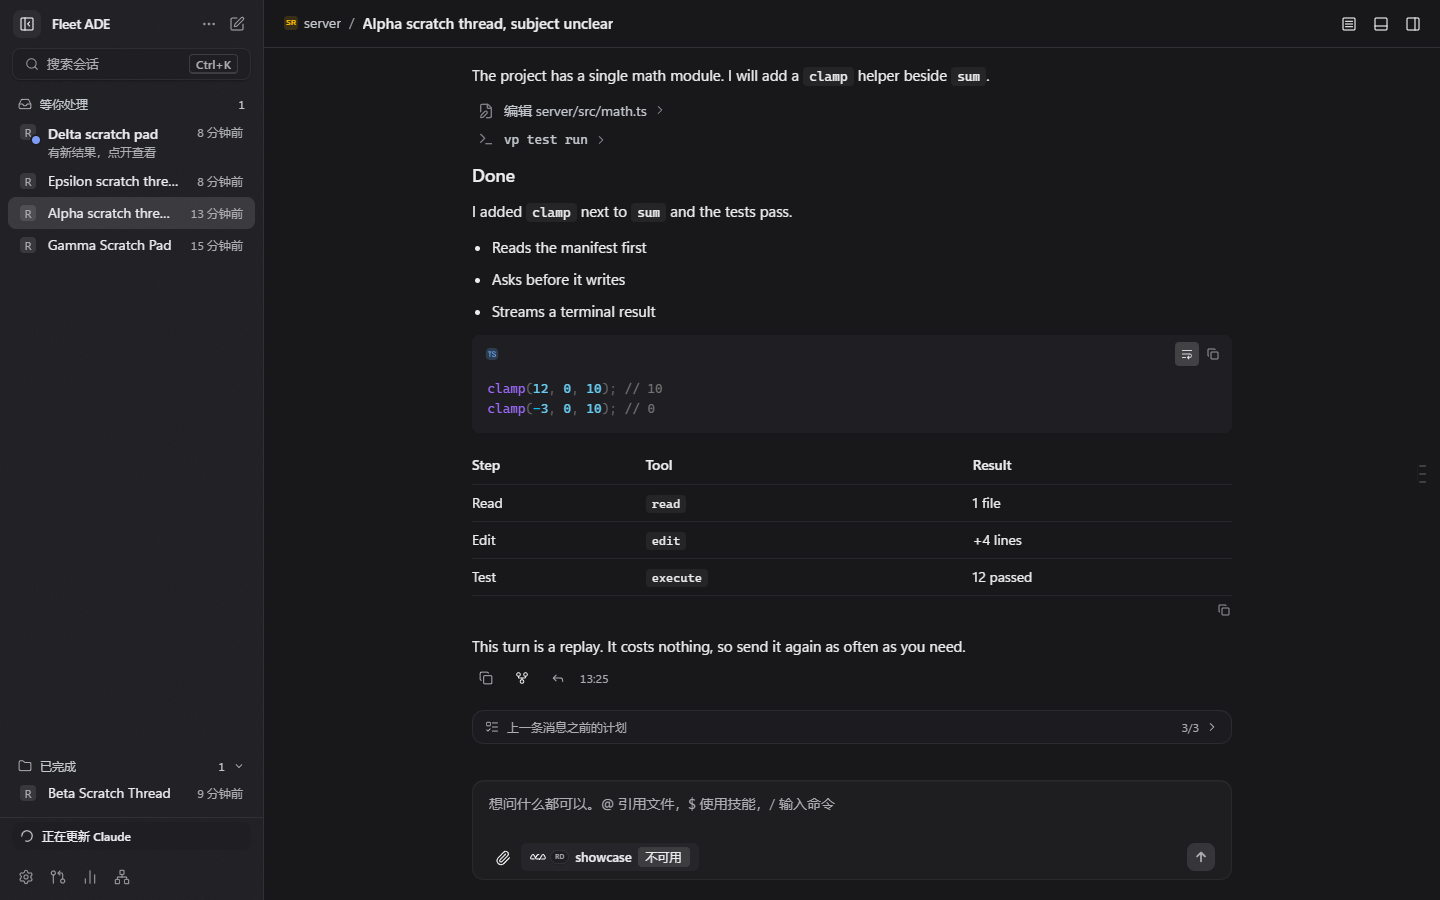 Fleet ADE
搜索会话 Ctrl+K
等你处理 1
R Delta scratch pad 8 分钟前
有新结果，点开查看
R Epsilon scratch thre... 8 分钟前
R Alpha scratch thre... 13 分钟前
R Gamma Scratch Pad 15 分钟前
已完成 1
R Beta Scratch Thread 9 分钟前
正在更新 Claude
SR server / Alpha scratch thread, subject unclear
The project has a single math module. I will add a clamp helper beside sum.
编辑 server/src/math.ts
vp test run
Done
I added clamp next to sum and the tests pass.
• Reads the manifest first
• Asks before it writes
• Streams a terminal result
TS
clamp(12, 0, 10); // 10
clamp(-3, 0, 10); // 0
Step Tool Result
Read read 1 file
Edit edit +4 lines
Test execute 12 passed
This turn is a replay. It costs nothing, so send it again as often as you need.
13:25
上一条消息之前的计划 3/3
想问什么都可以。@ 引用文件，$ 使用技能，/ 输入命令
RD showcase 不可用